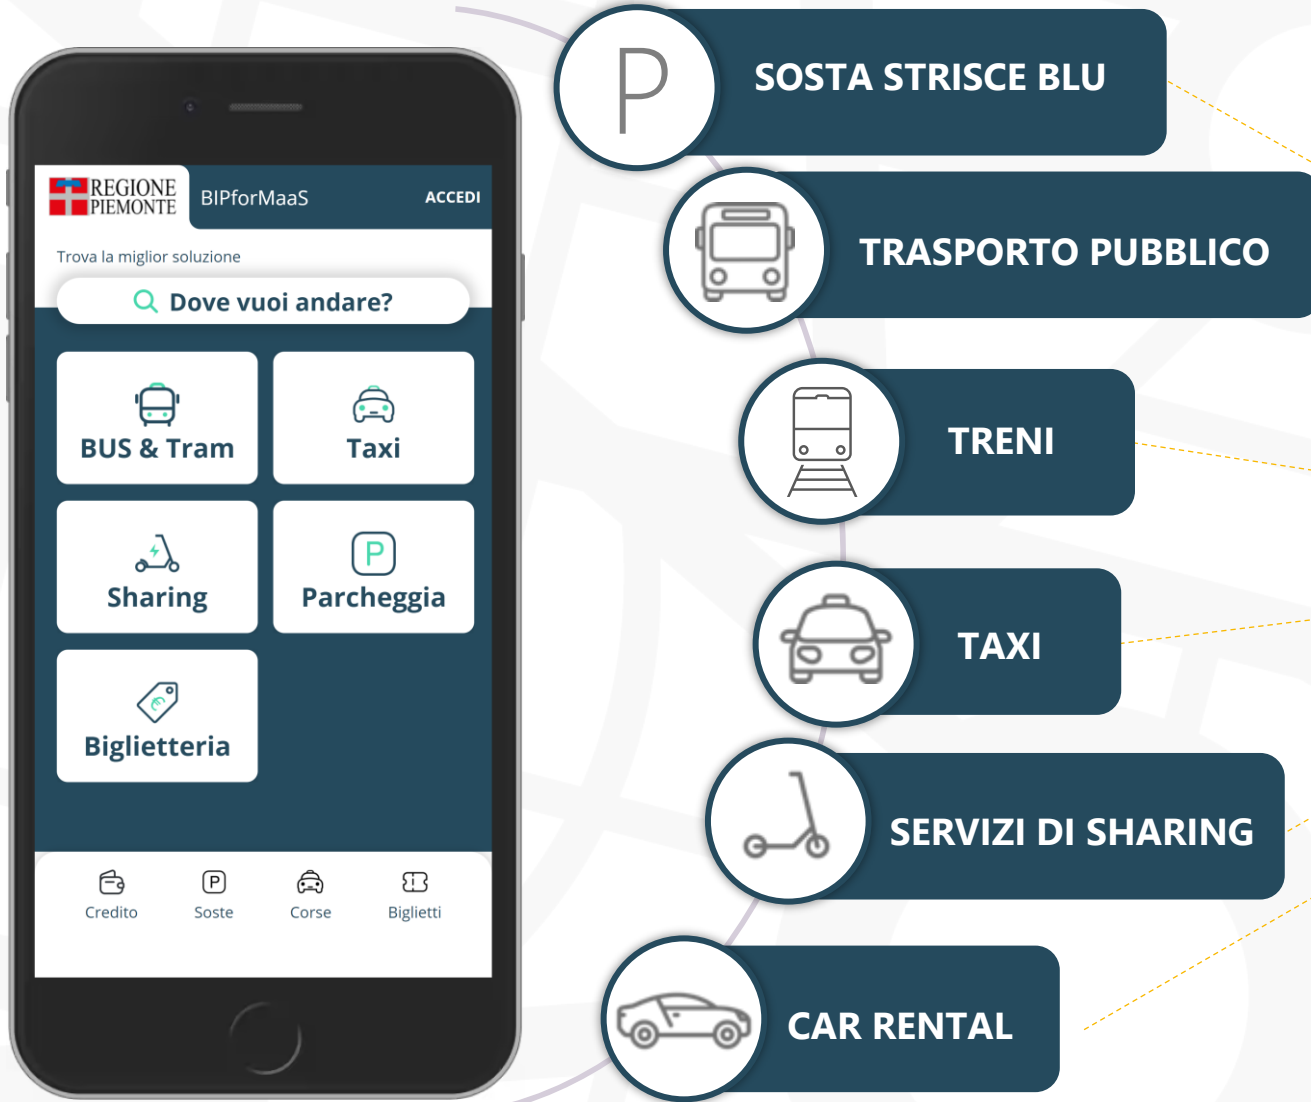 REGIONE
PIEMONTE
BIPforMaaS
ACCEDI
Trova la miglior soluzione
Dove vuoi andare?
BUS & Tram
Taxi
Sharing
P
Parcheggia
€
Biglietteria
P
Credito
Soste
Corse
Biglietti
P
SOSTA STRISCE BLU
TRASPORTO PUBBLICO
TRENI
TAXI
SERVIZI DI SHARING
CAR RENTAL